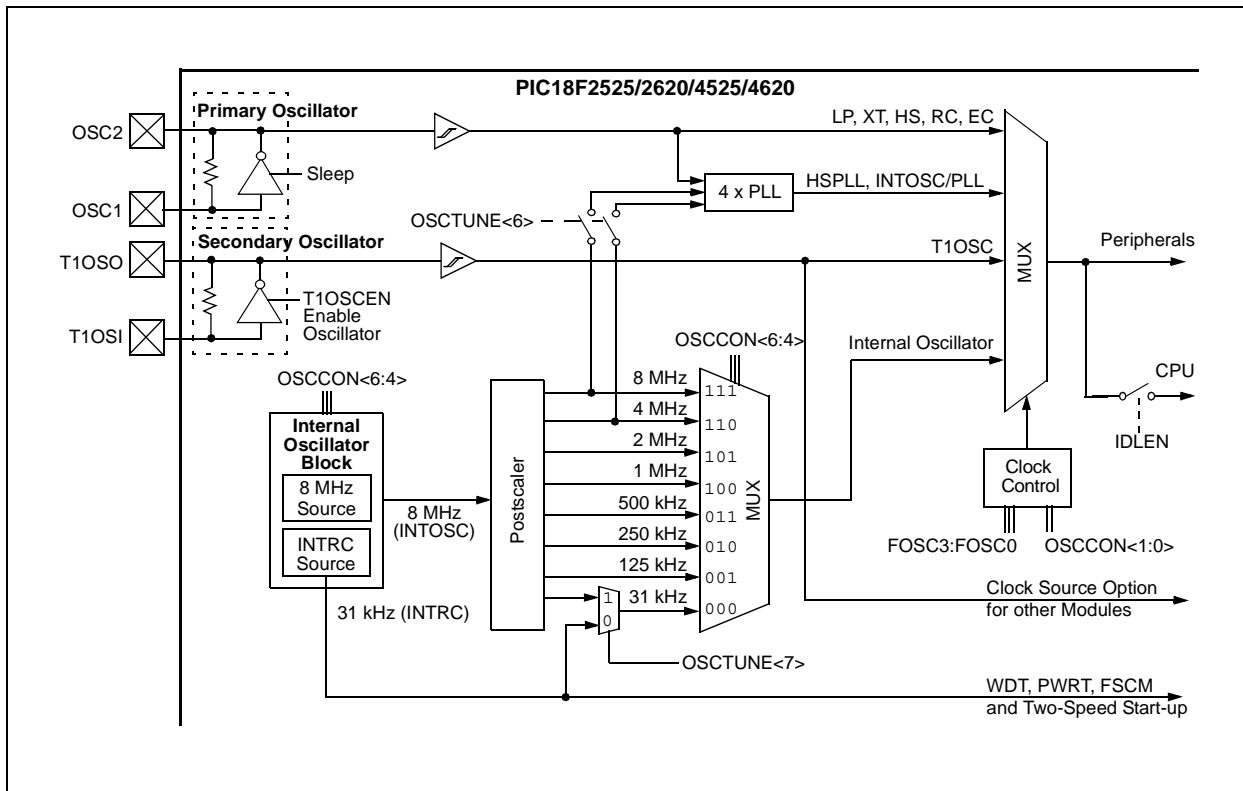 PIC18F2525/2620/4525/4620
Primary Oscillator
OSC2
LP, XT, HS, RC, EC
Sleep
OSC1
4 x PLL
HSPLL, INTOSC/PLL
OSCTUNE<6>
Secondary Oscillator
T1OSO
T1OSC
MUX
Peripherals
T1OSCEN
Enable
Oscillator
T1OSI
OSCCON<6:4>
Internal Oscillator
OSCCON<6:4>
CPU
IDLEN
Internal
Oscillator
Block
8 MHz
Source
INTRC
Source
8 MHz
(INTOSC)
31 kHz (INTRC)
Postscaler
8 MHz
111
4 MHz
110
2 MHz
101
1 MHz
100
500 kHz
011
250 kHz
010
125 kHz
001
31 kHz
000
MUX
1
0
OSCTUNE<7>
Clock
Control
FOSC3:FOSC0
OSCCON<1:0>
Clock Source Option
for other Modules
WDT, PWRT, FSCM
and Two-Speed Start-up